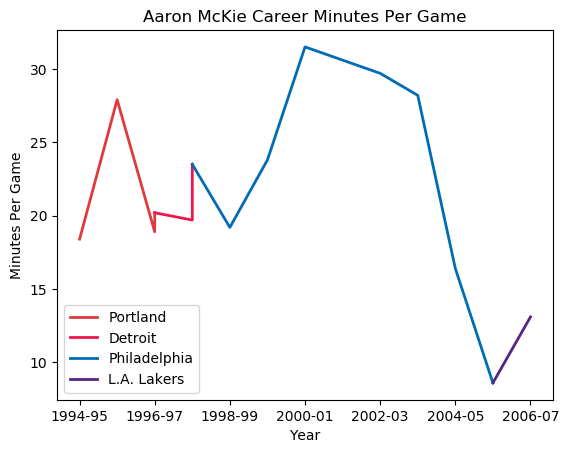 Aaron McKie Career Minutes Per Game
Minutes Per Game
30
25
20
15
10
Portland
Detroit
Philadelphia
L.A. Lakers
1994-95 1996-97 1998-99 2000-01 2002-03 2004-05 2006-07
Year